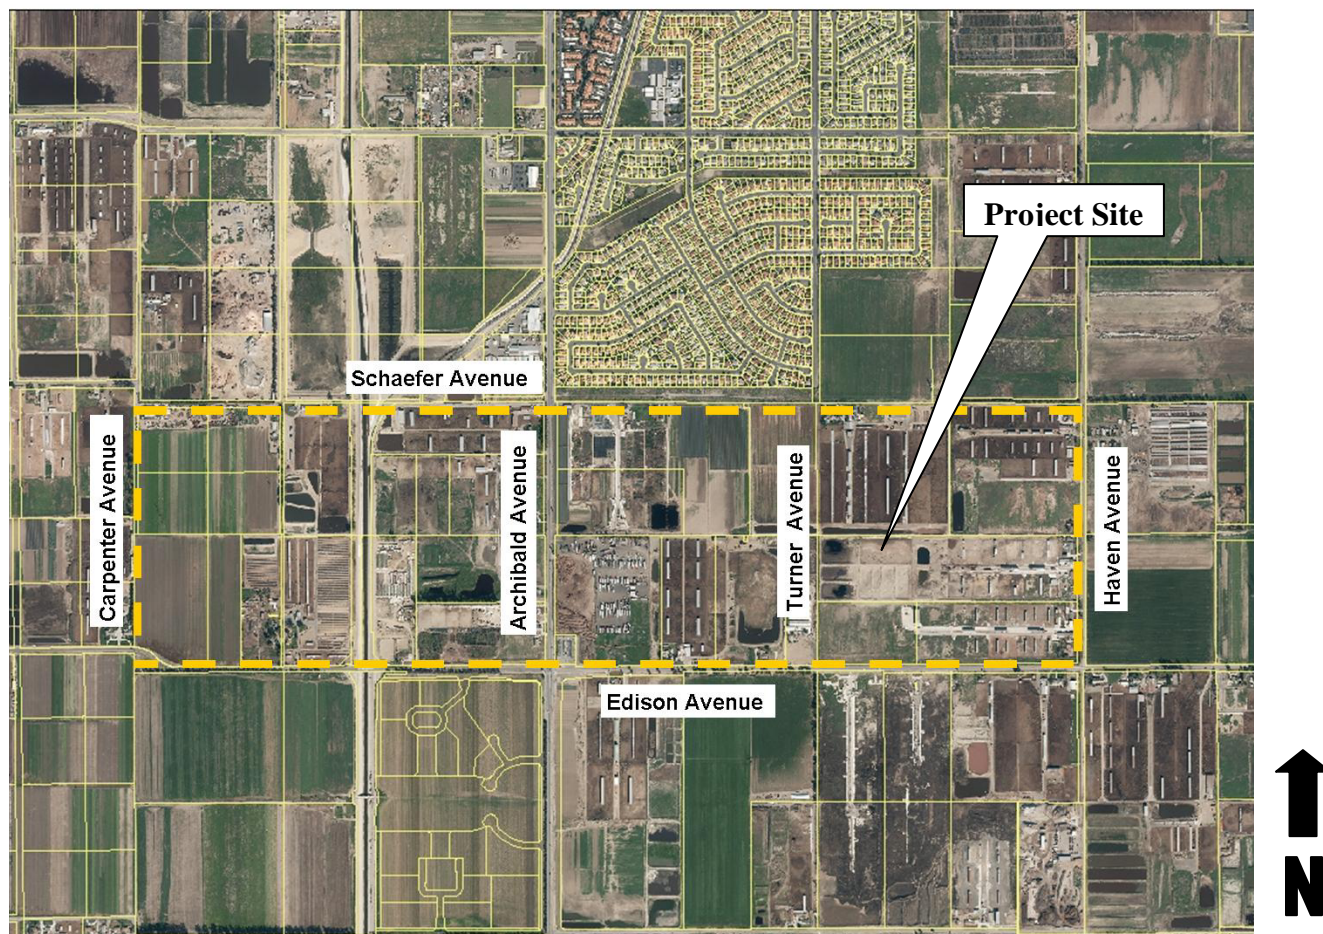 Project Site
Schaefer Avenue
Carpenter Avenue
Archibald Avenue
Turner Avenue
Haven Avenue
Edison Avenue
N